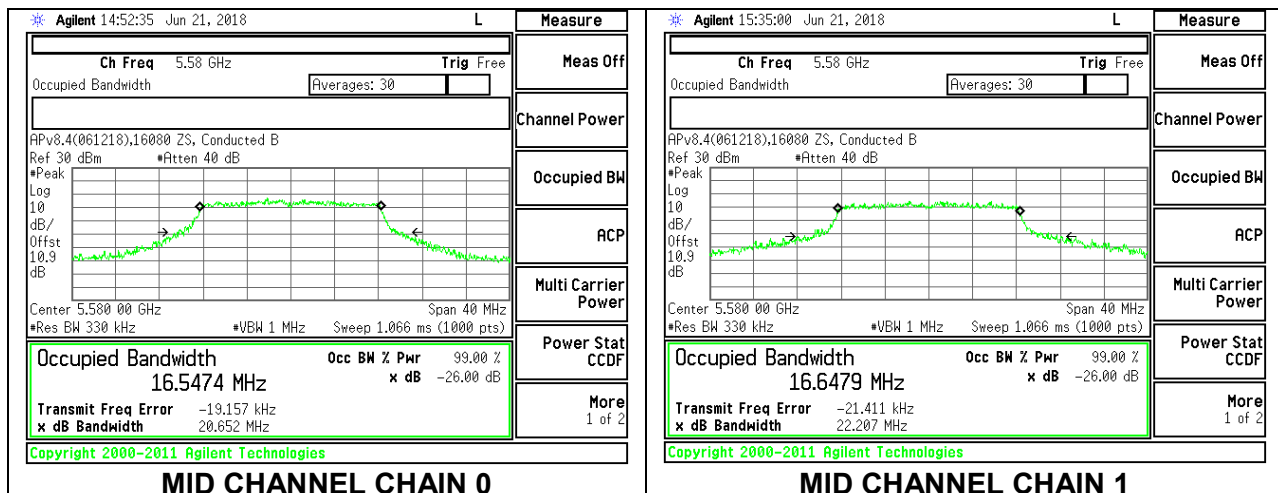 Agilent 14:52:35 Jun 21, 2018 L
Measure
Ch Freq 5.58 GHz Trig Free
Occupied Bandwidth Averages: 30
APv8.4(061218),16080 ZS, Conducted B
Ref 30 dBm #Atten 40 dB
#Peak
Log
10
dB/
Offst
10.9
dB
Center 5.580 00 GHz Span 40 MHz
#Res BW 330 kHz #VBW 1 MHz Sweep 1.066 ms (1000 pts)
Occupied Bandwidth Occ BW % Pwr 99.00 %
16.5474 MHz x dB -26.00 dB
Transmit Freq Error -19.157 kHz
x dB Bandwidth 20.652 MHz
Copyright 2000-2011 Agilent Technologies
Meas Off
Channel Power
Occupied BW
ACP
Multi Carrier
Power
Power Stat
CCDF
More
1 of 2
MID CHANNEL CHAIN 0
Agilent 15:35:00 Jun 21, 2018 L
Measure
Ch Freq 5.58 GHz Trig Free
Occupied Bandwidth Averages: 30
APv8.4(061218),16080 ZS, Conducted B
Ref 30 dBm #Atten 40 dB
#Peak
Log
10
dB/
Offst
10.9
dB
Center 5.580 00 GHz Span 40 MHz
#Res BW 330 kHz #VBW 1 MHz Sweep 1.066 ms (1000 pts)
Occupied Bandwidth Occ BW % Pwr 99.00 %
16.6479 MHz x dB -26.00 dB
Transmit Freq Error -21.411 kHz
x dB Bandwidth 22.207 MHz
Copyright 2000-2011 Agilent Technologies
Meas Off
Channel Power
Occupied BW
ACP
Multi Carrier
Power
Power Stat
CCDF
More
1 of 2
MID CHANNEL CHAIN 1